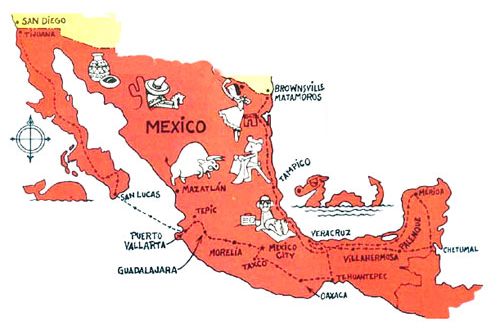 SAN DIEGO
TIJUANA
BROWNSVILLE
MATAMOROS
MEXICO
TAMPICO
SAN LUCAS
MAZATLÁN
MERIDA
TEPIC
PUERTO
VALLARTA
VERACRUZ
PALENQUE
CHETUMAL
GUADALAJARA
MORELIA
MEXICO
CITY
VILLAHERMOSA
TAXCO
TEHUANTEPEC
OAXACA